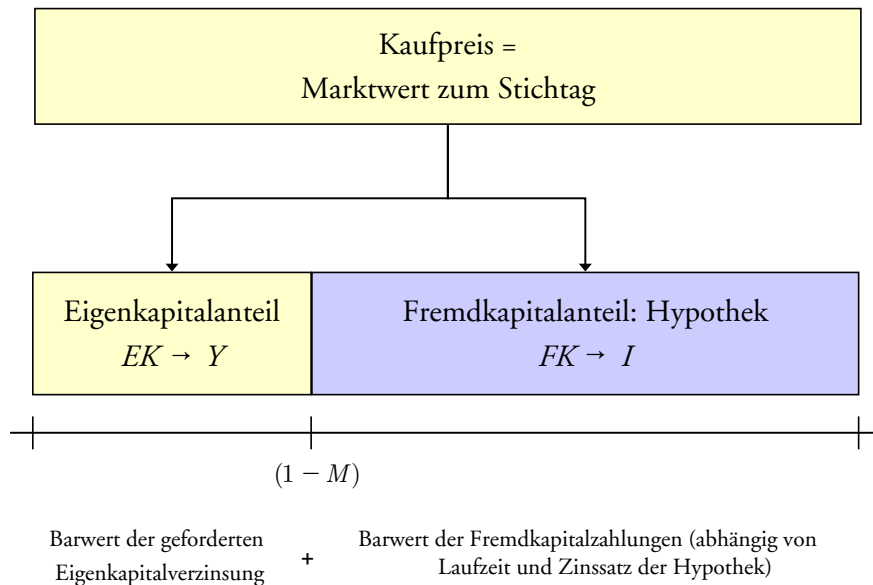 Kaufpreis =
Marktwert zum Stichtag
Eigenkapitalanteil
EK → Y
Fremdkapitalanteil: Hypothek
FK → I
(1 − M)
Barwert der geforderten
Eigenkapitalverzinsung
+
Barwert der Fremdkapitalzahlungen (abhängig von
Laufzeit und Zinssatz der Hypothek)